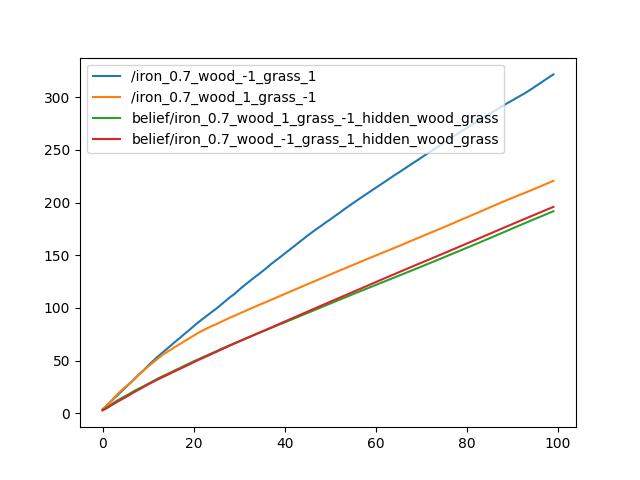 /iron_0.7_wood_-1_grass_1
/iron_0.7_wood_1_grass_-1
belief/iron_0.7_wood_1_grass_-1_hidden_wood_grass
belief/iron_0.7_wood_-1_grass_1_hidden_wood_grass
300
250
200
150
100
50
0
0 20 40 60 80 100